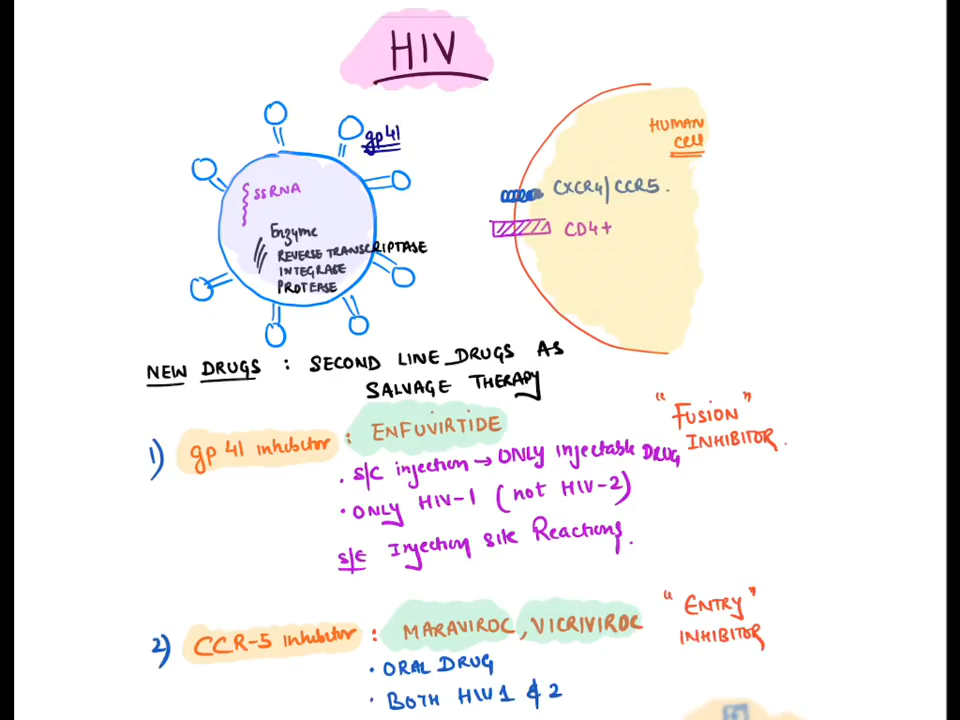 HIV
gp 41
ssRNA
Enzyme
REVERSE TRANSCRIPTASE
INTEGRASE
PROTEASE
HUMAN
CELL
CXCR4/CCR5.
CD4+
NEW DRUGS : SECOND LINE DRUGS AS
SALVAGE THERAPY
1) gp 41 inhibitor : ENFUVIRTIDE
"FUSION"
INHIBITOR.
• S/C injection → ONLY Injectable DRUG
• ONLY HIV-1 (not HIV-2)
S/E Injection site Reactions.
2) CCR-5 inhibitor : MARAVIROC, VICRIVIROC
"ENTRY"
INHIBITOR
• ORAL DRUG
• BOTH HIV 1 & 2